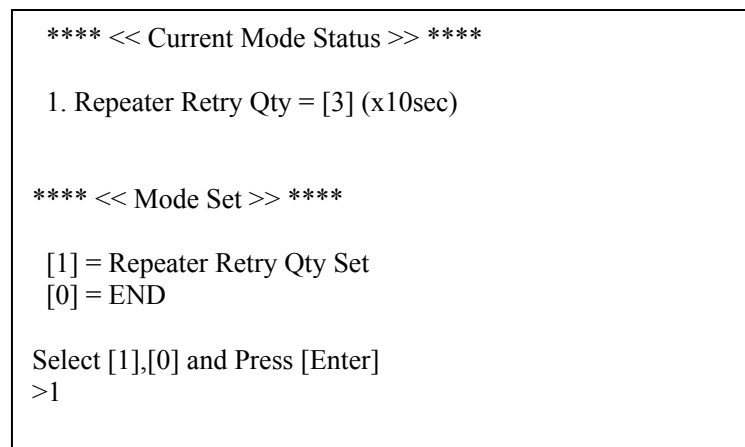 **** << Current Mode Status >> ****
1. Repeater Retry Qty = [3] (x10sec)
**** << Mode Set >> ****
[1] = Repeater Retry Qty Set
[0] = END
Select [1],[0] and Press [Enter]
>1